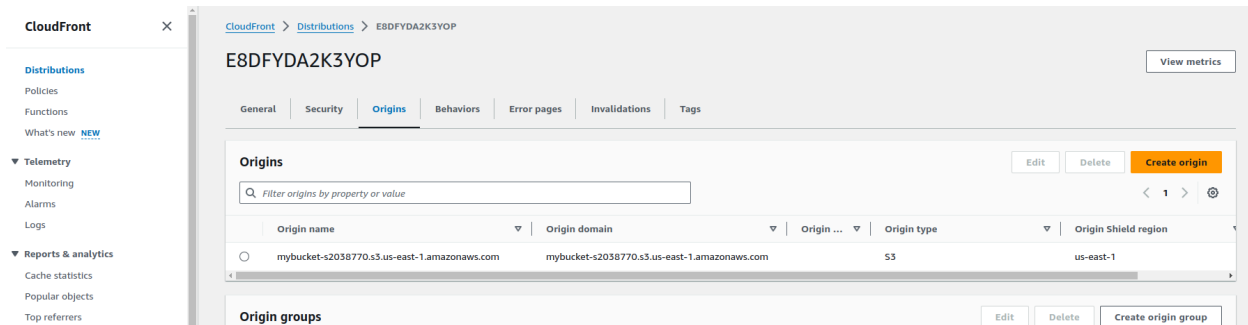 CloudFront
Distributions
Policies
Functions
What's new NEW
Telemetry
Monitoring
Alarms
Logs
Reports & analytics
Cache statistics
Popular objects
Top referrers
CloudFront > Distributions > E8DFYDA2K3YOP
E8DFYDA2K3YOP
View metrics
General Security Origins Behaviors Error pages Invalidations Tags
Origins
Edit Delete Create origin
Filter origins by property or value
1
Origin name Origin domain Origin ... Origin type Origin Shield region
mybucket-s2038770.s3.us-east-1.amazonaws.com mybucket-s2038770.s3.us-east-1.amazonaws.com S3 us-east-1
Origin groups
Edit Delete Create origin group